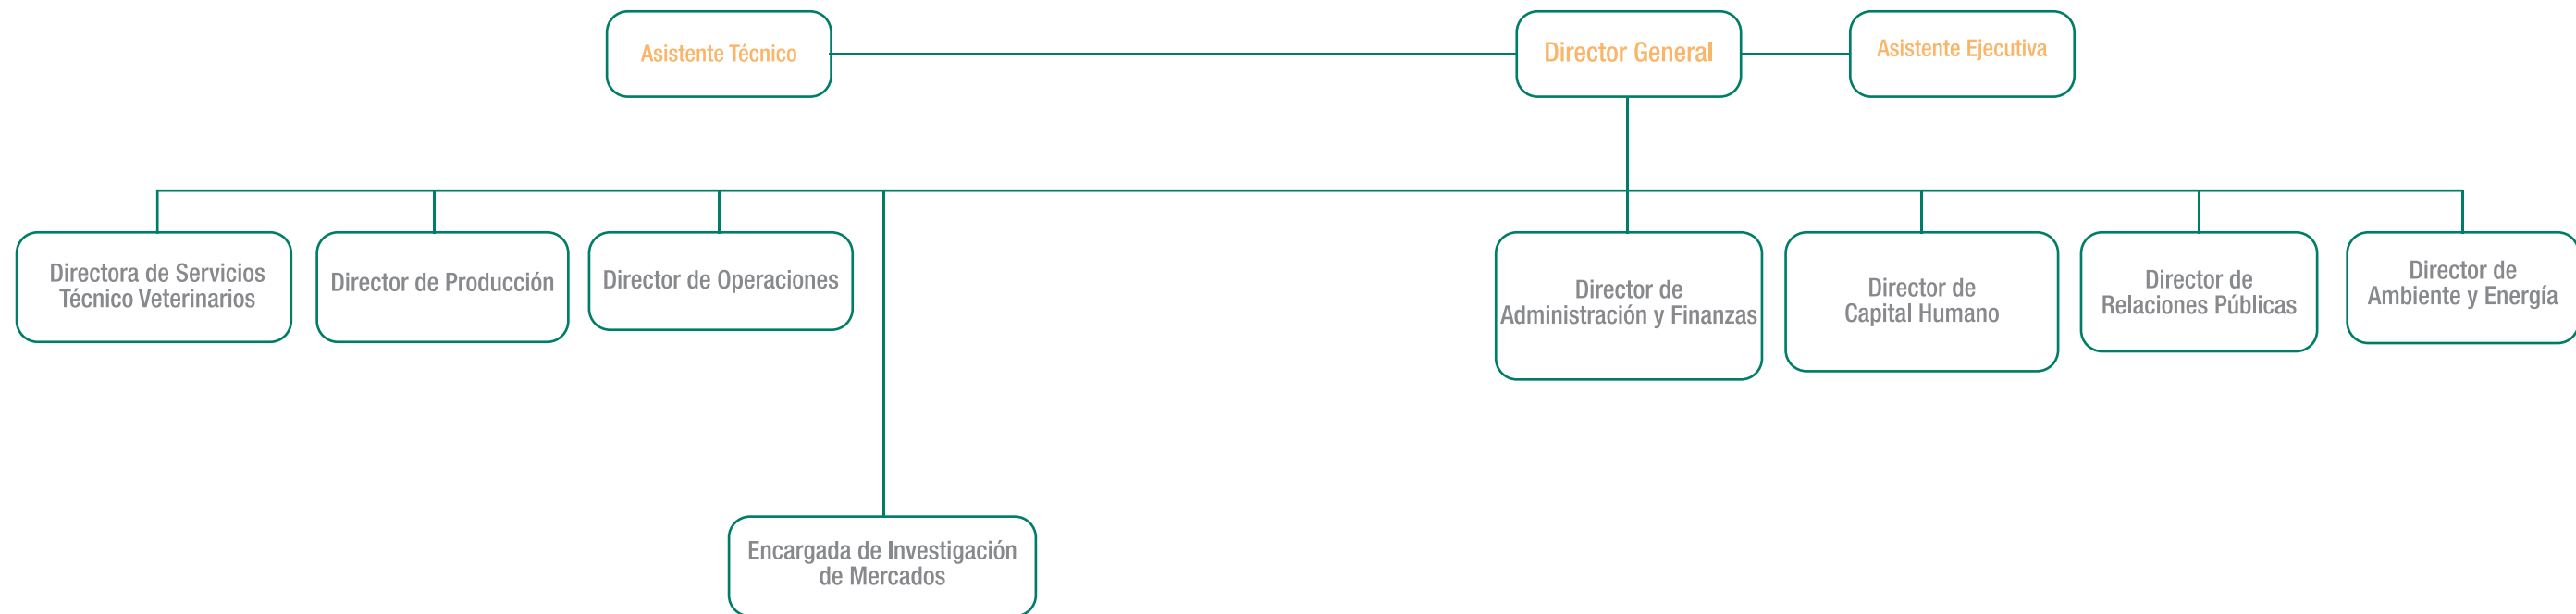 Asistente Técnico
Director General
Asistente Ejecutiva
Directora de Servicios
Técnico Veterinarios
Director de Producción
Director de Operaciones
Director de
Administración y Finanzas
Director de
Capital Humano
Director de
Relaciones Públicas
Director de
Ambiente y Energía
Encargada de Investigación
de Mercados